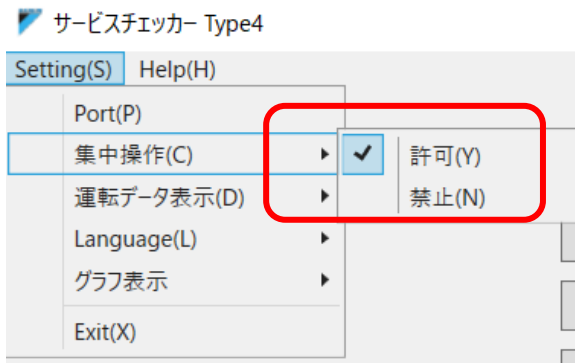 サービスチェッカー Type4
Setting(S) Help(H)
Port(P)
集中操作(C)
許可(Y)
運転データ表示(D)
禁止(N)
Language(L)
グラフ表示
Exit(X)